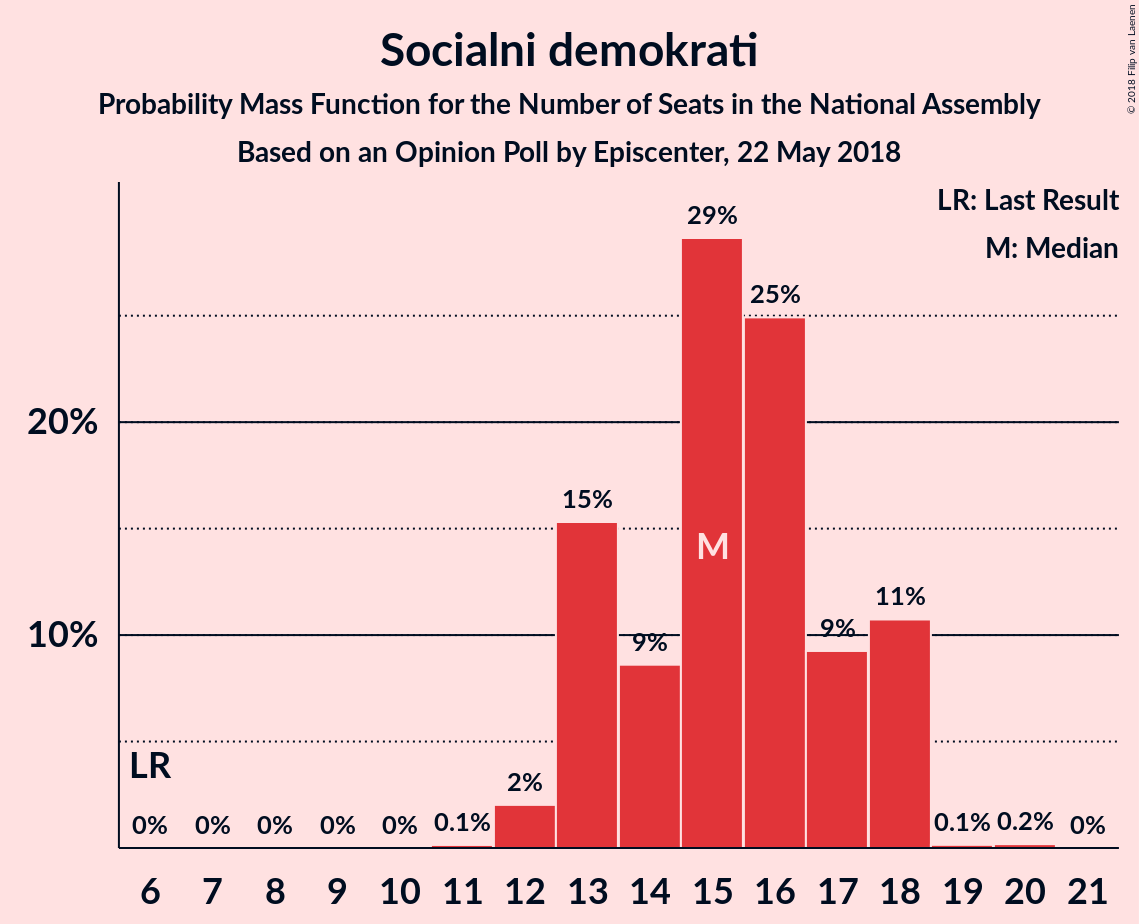 Socialni demokrati
Probability Mass Function for the Number of Seats in the National Assembly
Based on an Opinion Poll by Episcenter, 22 May 2018
© 2018 Filip van Laenen
LR: Last Result
M: Median
29%
25%
20%
15%
M
11%
10%
9%
9%
LR
2%
0%
0%
0%
0%
0%
0.1%
0.1%
0.2%
0%
6 7 8 9 10 11 12 13 14 15 16 17 18 19 20 21